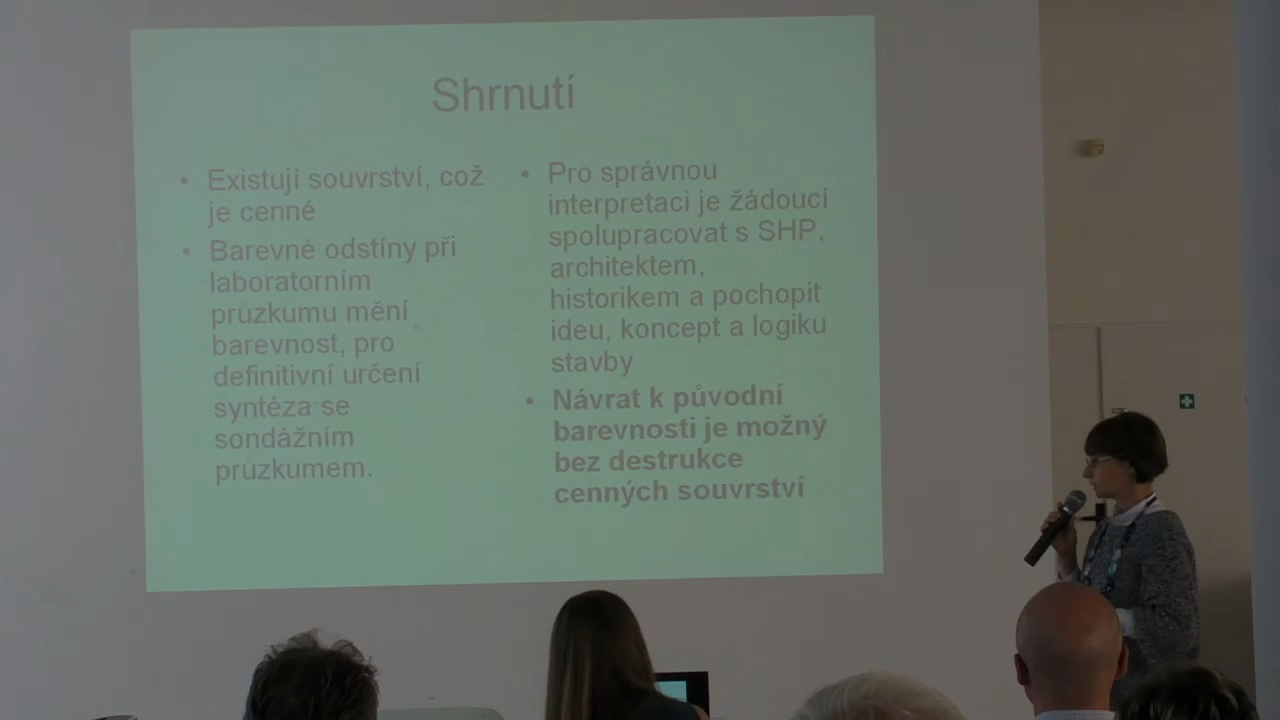 Shrnutí
• Existují souvrství, což
je cenné
• Barevné odstíny při
laboratorním
průzkumu mění
barevnost, pro
definitivní určení
syntéza se
sondážním
průzkumem.
• Pro správnou
interpretaci je žádoucí
spolupracovat s SHP,
architektem,
historikem a pochopit
ideu, koncept a logiku
stavby
• Návrat k původní
barevnosti je možný
bez destrukce
cenných souvrství